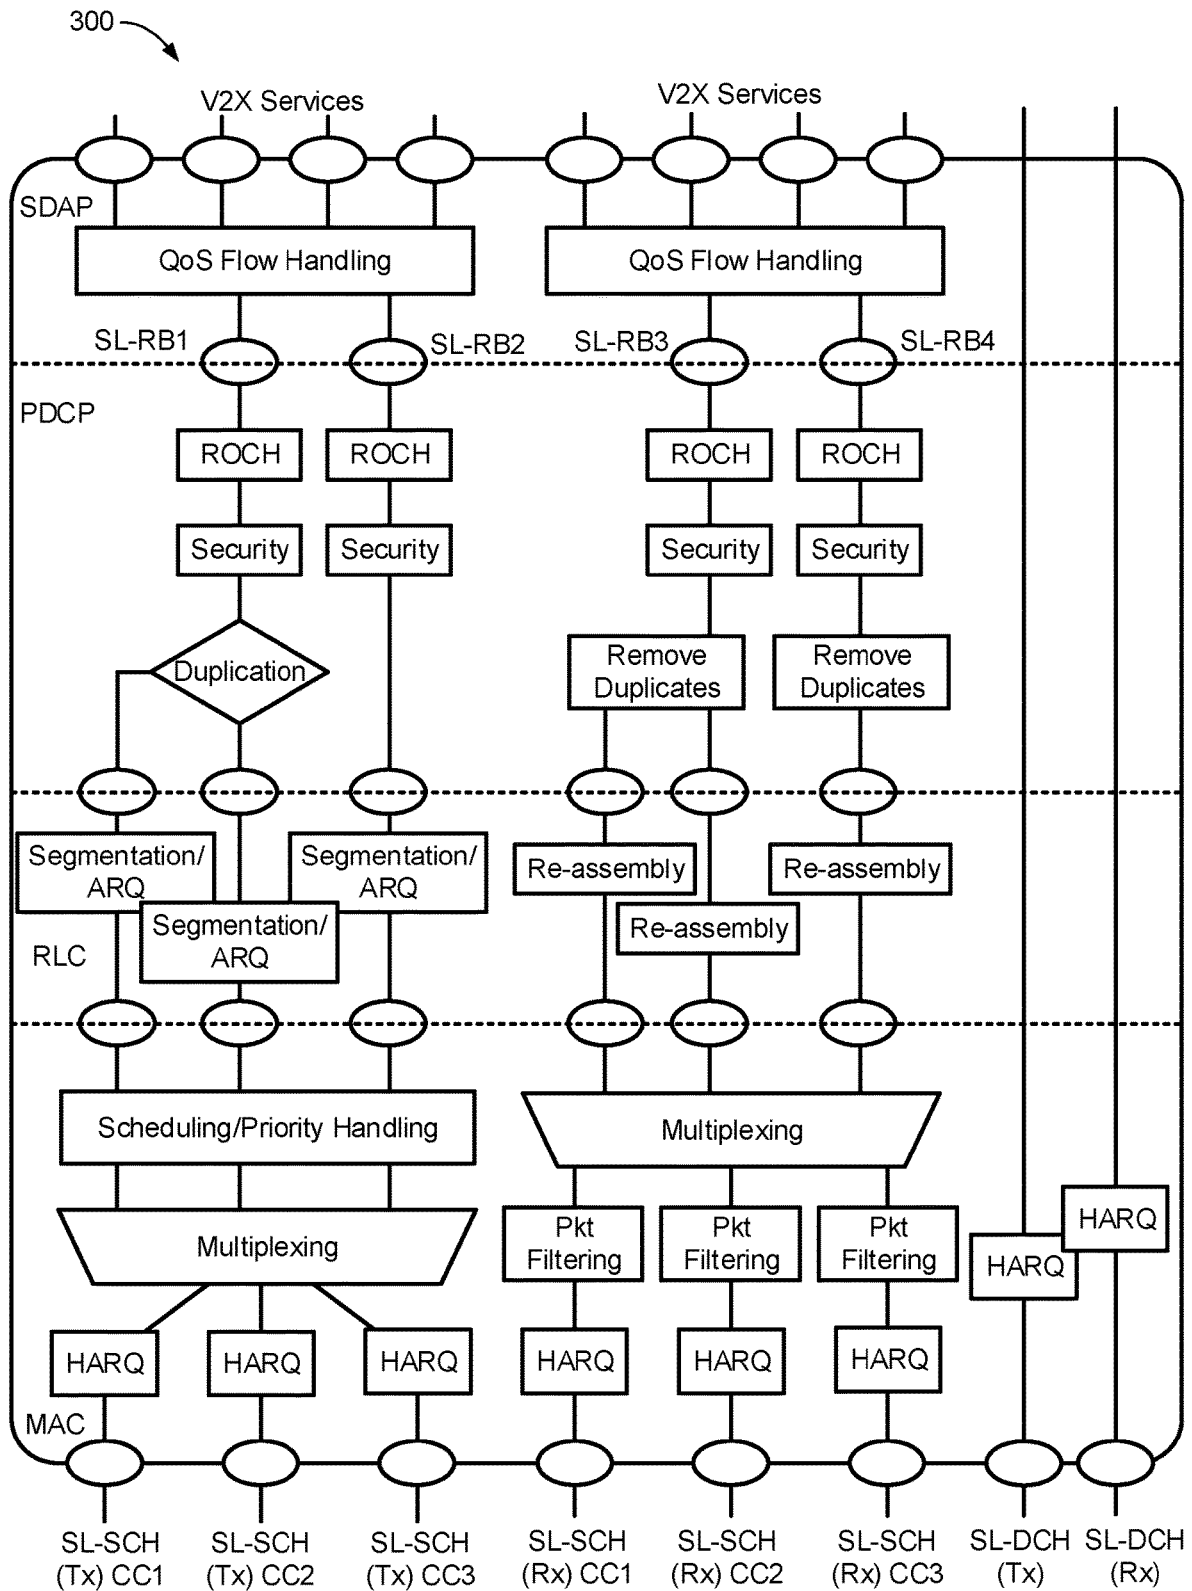 300
V2X Services
V2X Services
SDAP
QoS Flow Handling
QoS Flow Handling
SL-RB1
SL-RB2
SL-RB3
SL-RB4
PDCP
ROCH
ROCH
ROCH
ROCH
Security
Security
Security
Security
Duplication
Remove
Duplicates
Remove
Duplicates
Segmentation/
ARQ
Segmentation/
ARQ
Segmentation/
ARQ
Re-assembly
Re-assembly
Re-assembly
RLC
Scheduling/Priority Handling
Multiplexing
Multiplexing
Pkt
Filtering
Pkt
Filtering
Pkt
Filtering
HARQ
HARQ
HARQ
HARQ
HARQ
HARQ
HARQ
HARQ
MAC
SL-SCH
(Tx) CC1
SL-SCH
(Tx) CC2
SL-SCH
(Tx) CC3
SL-SCH
(Rx) CC1
SL-SCH
(Rx) CC2
SL-SCH
(Rx) CC3
SL-DCH
(Tx)
SL-DCH
(Rx)